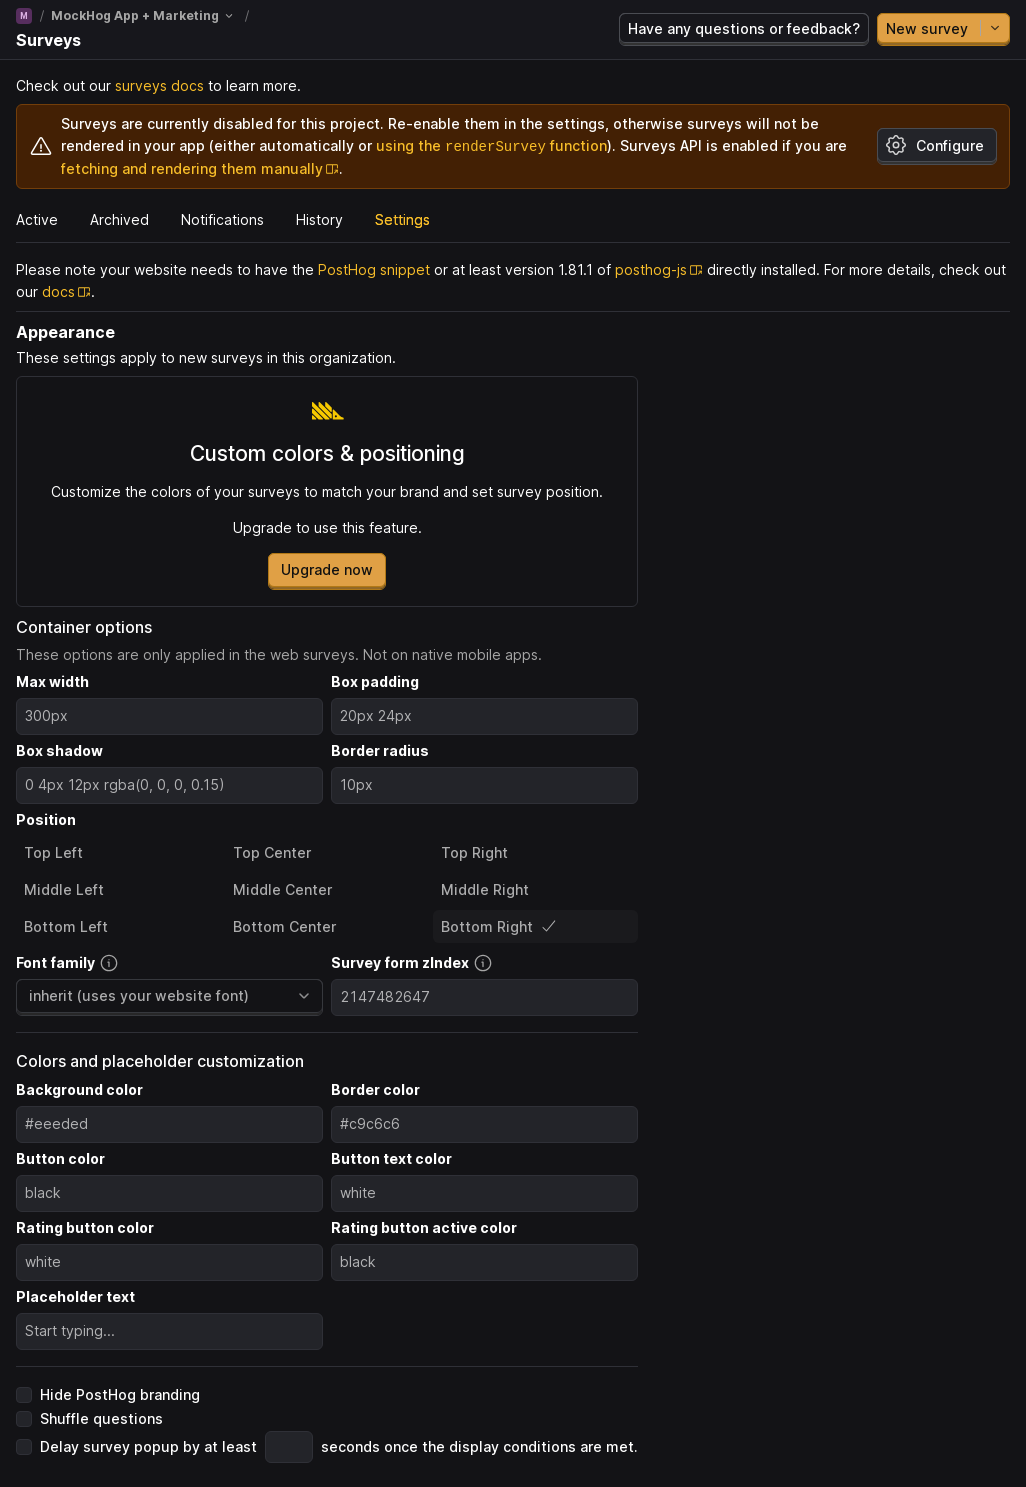 M / MockHog App + Marketing /
Surveys
Have any questions or feedback?
New survey
Check out our surveys docs to learn more.
Surveys are currently disabled for this project. Re-enable them in the settings, otherwise surveys will not be
rendered in your app (either automatically or using the renderSurvey function). Surveys API is enabled if you are
fetching and rendering them manually.
Configure
Active Archived Notifications History Settings
Please note your website needs to have the PostHog snippet or at least version 1.81.1 of posthog-js directly installed. For more details, check out
our docs.
Appearance
These settings apply to new surveys in this organization.
Custom colors & positioning
Customize the colors of your surveys to match your brand and set survey position.
Upgrade to use this feature.
Upgrade now
Container options
These options are only applied in the web surveys. Not on native mobile apps.
Max width Box padding
300px 20px 24px
Box shadow Border radius
0 4px 12px rgba(0, 0, 0, 0.15) 10px
Position
Top Left Top Center Top Right
Middle Left Middle Center Middle Right
Bottom Left Bottom Center Bottom Right
Font family Survey form zIndex
inherit (uses your website font) 2147482647
Colors and placeholder customization
Background color Border color
#eeeded #c9c6c6
Button color Button text color
black white
Rating button color Rating button active color
white black
Placeholder text
Start typing...
Hide PostHog branding
Shuffle questions
Delay survey popup by at least seconds once the display conditions are met.